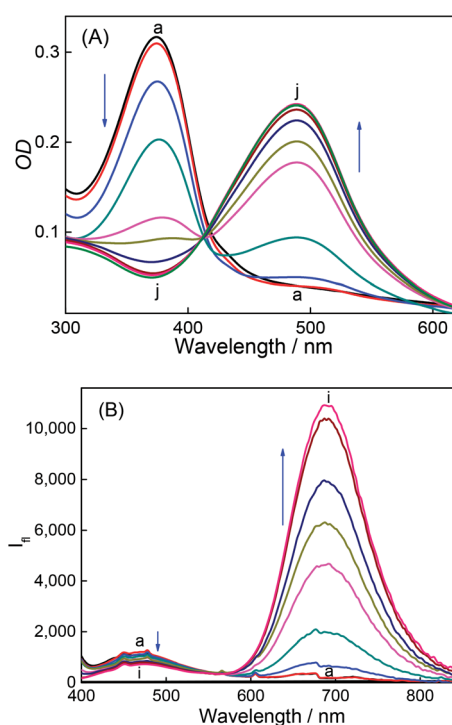 (A)
a
j
0.3
0.2
0.1
OD
j
a
300 400 500 600
Wavelength / nm
(B)
i
10,000
8,000
6,000
4,000
2,000
0
I fl
a
i
a
400 500 600 700 800
Wavelength / nm